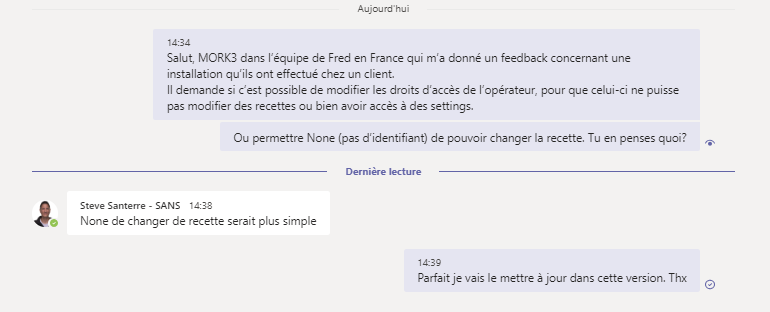 Aujourd'hui
14:34
Salut, MORK3 dans l'équipe de Fred en France qui m'a donné un feedback concernant une
installation qu'ils ont effectué chez un client.
Il demande si c'est possible de modifier les droits d'accès de l'opérateur, pour que celui-ci ne puisse
pas modifier des recettes ou bien avoir accès à des settings.
Ou permettre None (pas d'identifiant) de pouvoir changer la recette. Tu en penses quoi?
Dernière lecture
Steve Santerre - SANS 14:38
None de changer de recette serait plus simple
14:39
Parfait je vais le mettre à jour dans cette version. Thx